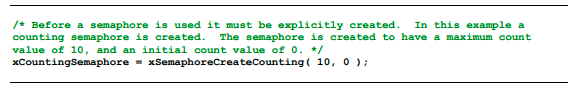 /* Before a semaphore is used it must be explicitly created.  In this example a
counting semaphore is created.  The semaphore is created to have a maximum count
value of 10, and an initial count value of 0. */
xCountingSemaphore = xSemaphoreCreateCounting( 10, 0 );